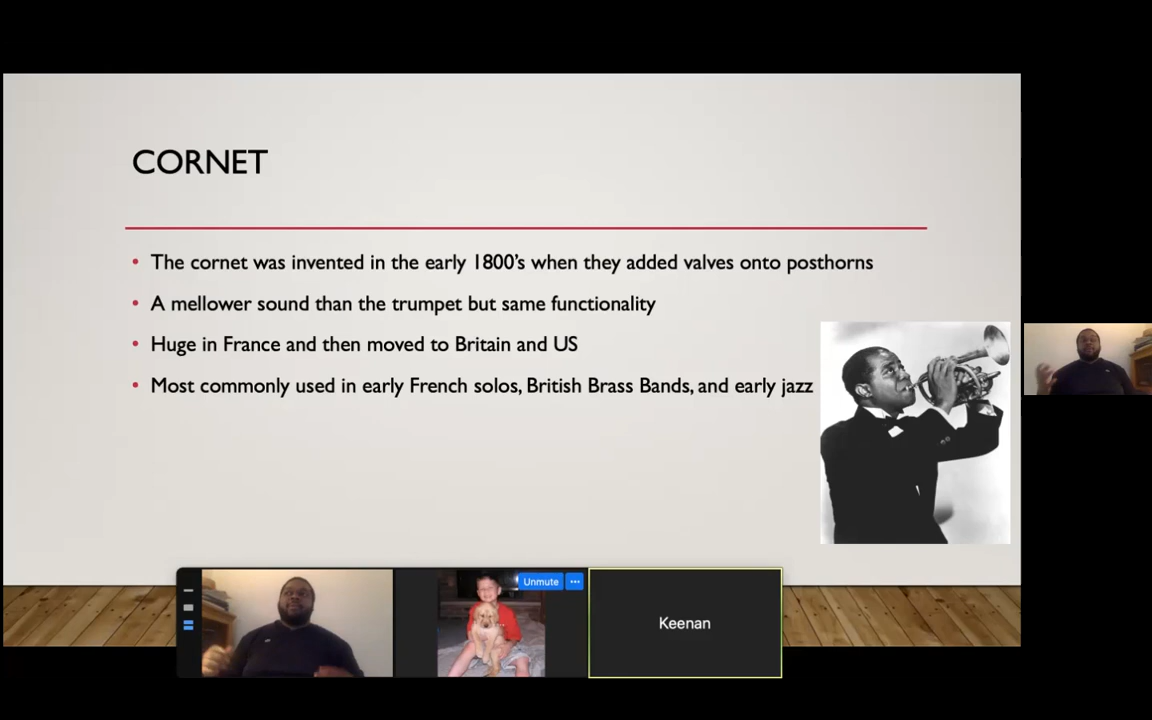 CORNET
• The cornet was invented in the early 1800's when they added valves onto posthorns
• A mellower sound than the trumpet but same functionality
• Huge in France and then moved to Britain and US
• Most commonly used in early French solos, British Brass Bands, and early jazz
Unmute
Keenan